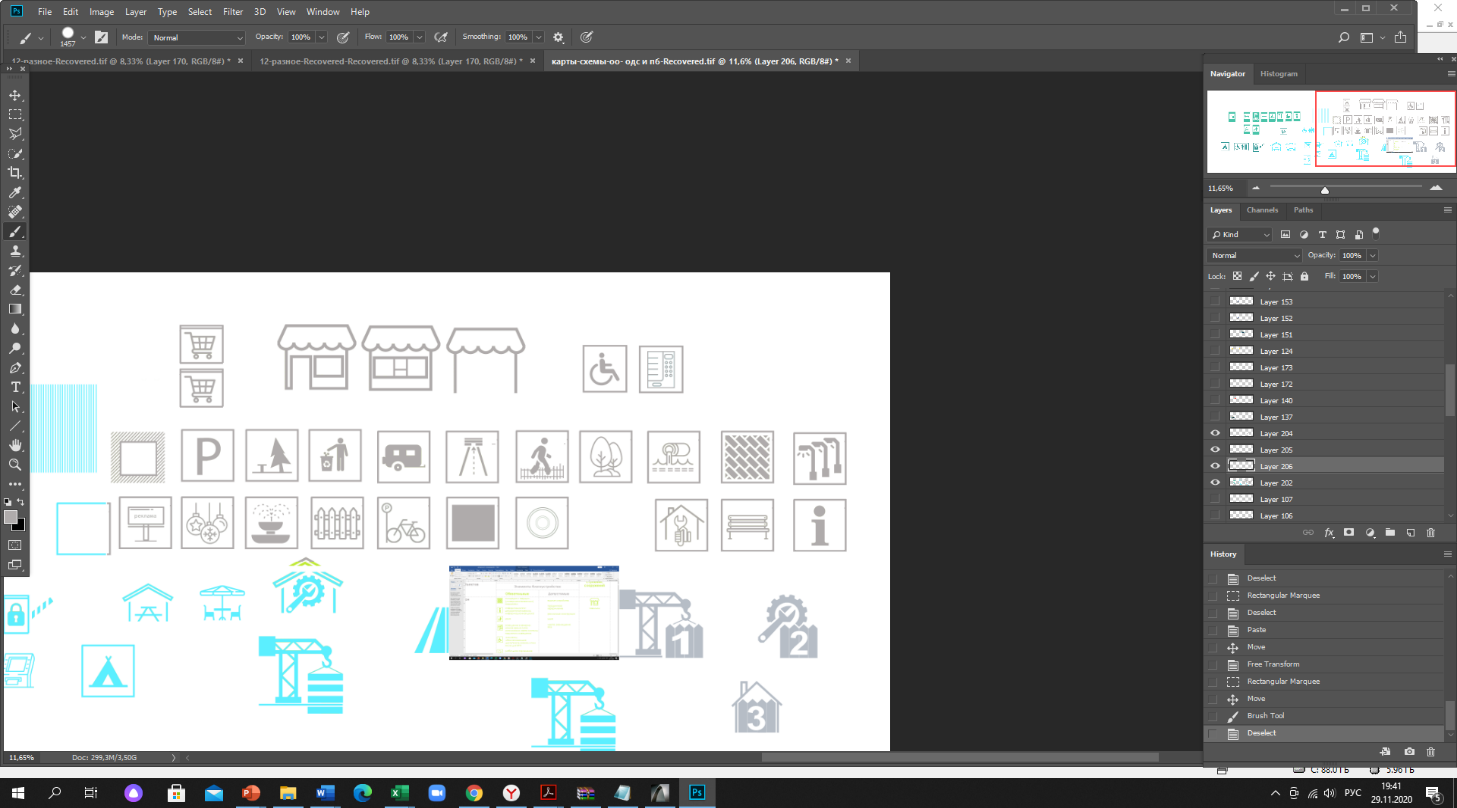 Ps File Edit Image Layer Type Select Filter 3D View Window Help
1457 Mode: Normal Opacity: 100% Flow: 100% Smoothing: 100%
12-разное-Recovered.tif @ 8,33% (Layer 170, RGB/8#) * × 12-разное-Recovered-Recovered.tif @ 8,33% (Layer 170, RGB/8#) * × карты-схемы-оо- одс и п6-Recovered.tif @ 11,6% (Layer 206, RGB/8#) * ×
Navigator Histogram
11,65%
Layers Channels Paths
Kind
Normal Opacity: 100%
Lock: Fill: 100%
Layer 153
Layer 152
Layer 151
Layer 124
Layer 173
Layer 172
Layer 140
Layer 137
Layer 204
Layer 205
Layer 206
Layer 202
Layer 107
Layer 106
fx
History
Deselect
Rectangular Marquee
Deselect
Paste
Move
Free Transform
Rectangular Marquee
Move
Brush Tool
Deselect
P
P
i
1
2
3
11,65% Doc: 299,3M/3,50G
19:41
РУС
29.11.2020
5